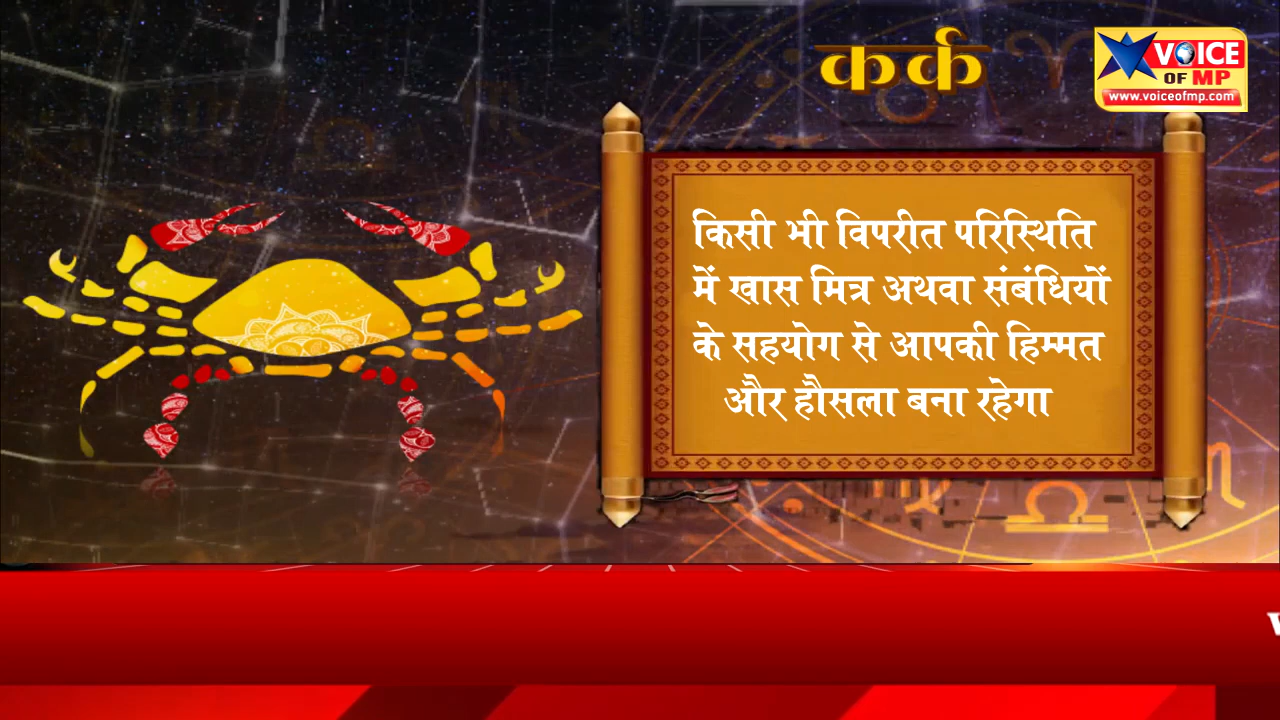 कर्क
VOICE
OF MP
www.voiceofmp.com
किसी भी विपरीत परिस्थिति
में खास मित्र अथवा संबंधियों
के सहयोग से आपकी हिम्मत
और हौसला बना रहेगा